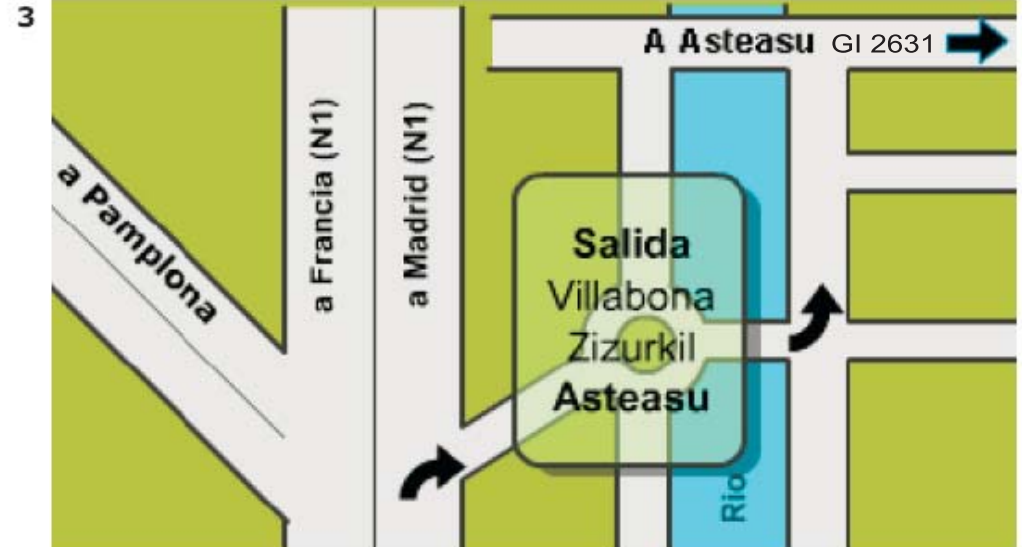 3
A Asteasu GI 2631
a Francia (N1)
a Madrid (N1)
a Pamplona
Salida
Villabona
Zizurkil
Asteasu
Rio